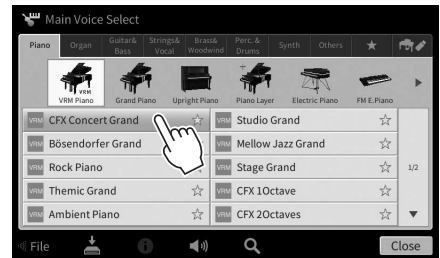 Main Voice Select
Piano
Organ
Guitar& Bass
Strings& Vocal
Brass& Woodwind
Perc. & Drums
Synth
Others
VRM
VRM Piano
Grand Piano
Upright Piano
Piano Layer
Electric Piano
FM E.Piano
VRM CFX Concert Grand
VRM Studio Grand
VRM Bösendorfer Grand
VRM Mellow Jazz Grand
VRM Rock Piano
VRM Stage Grand
1/2
VRM Themic Grand
VRM CFX 1Octave
VRM Ambient Piano
VRM CFX 2Octaves
File
Close